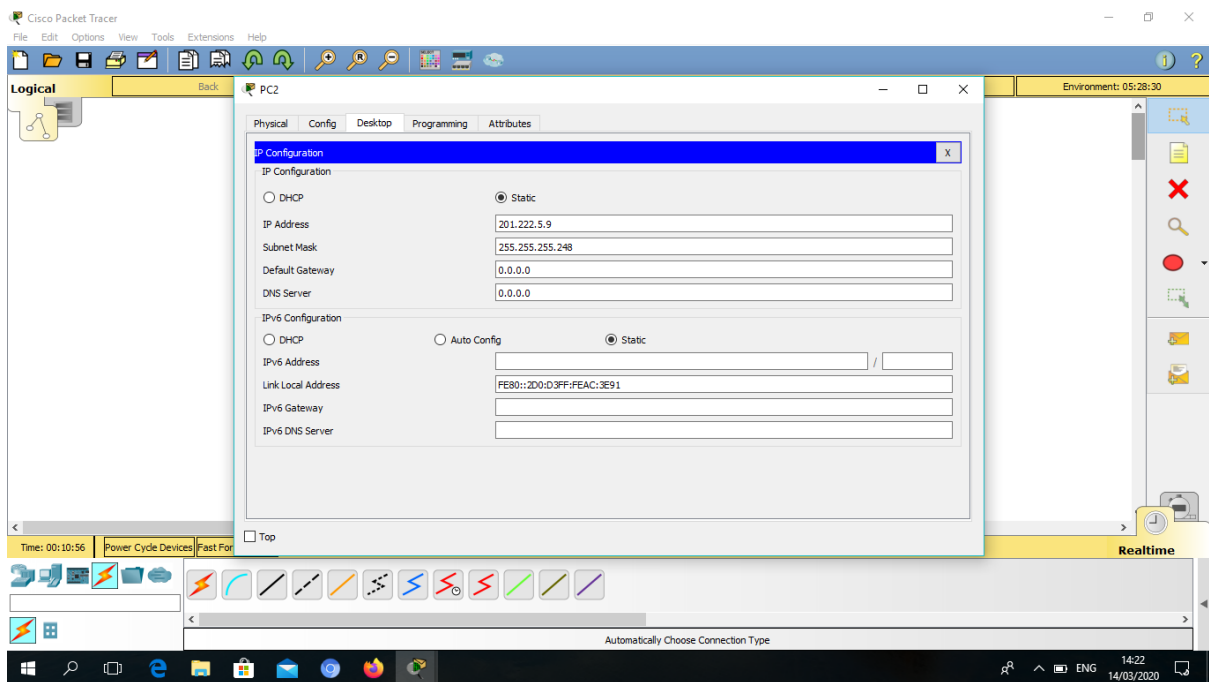 Cisco Packet Tracer
File Edit Options View Tools Extensions Help
Logical
Back
Environment: 05:28:30
PC2
Physical Config Desktop Programming Attributes
IP Configuration X
IP Configuration
DHCP Static
IP Address 201.222.5.9
Subnet Mask 255.255.255.248
Default Gateway 0.0.0.0
DNS Server 0.0.0.0
IPv6 Configuration
DHCP Auto Config Static
IPv6 Address /
Link Local Address FE80::2D0:D3FF:FEAC:3E91
IPv6 Gateway
IPv6 DNS Server
Top
Time: 00:10:56 Power Cycle Devices Fast For
Realtime
Automatically Choose Connection Type
ENG
14:22
14/03/2020